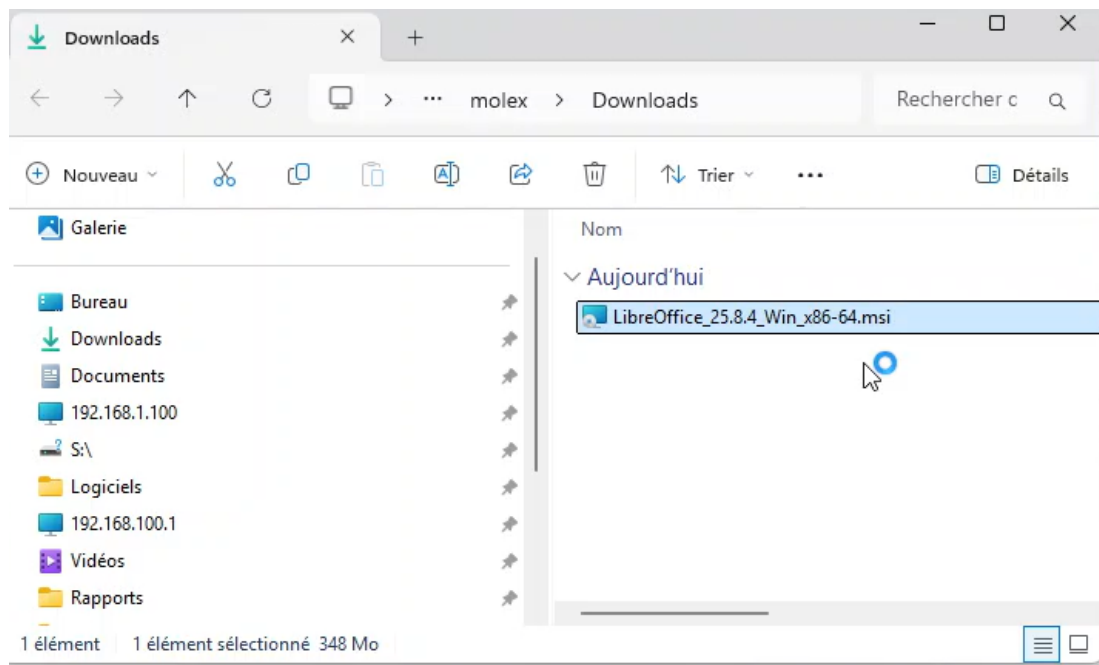 Downloads
molex > Downloads
Rechercher c
Nouveau
Trier
Détails
Galerie
Bureau
Downloads
Documents
192.168.1.100
S:\
Logiciels
192.168.100.1
Vidéos
Rapports
Nom
Aujourd'hui
LibreOffice_25.8.4_Win_x86-64.msi
1 élément
1 élément sélectionné 348 Mo